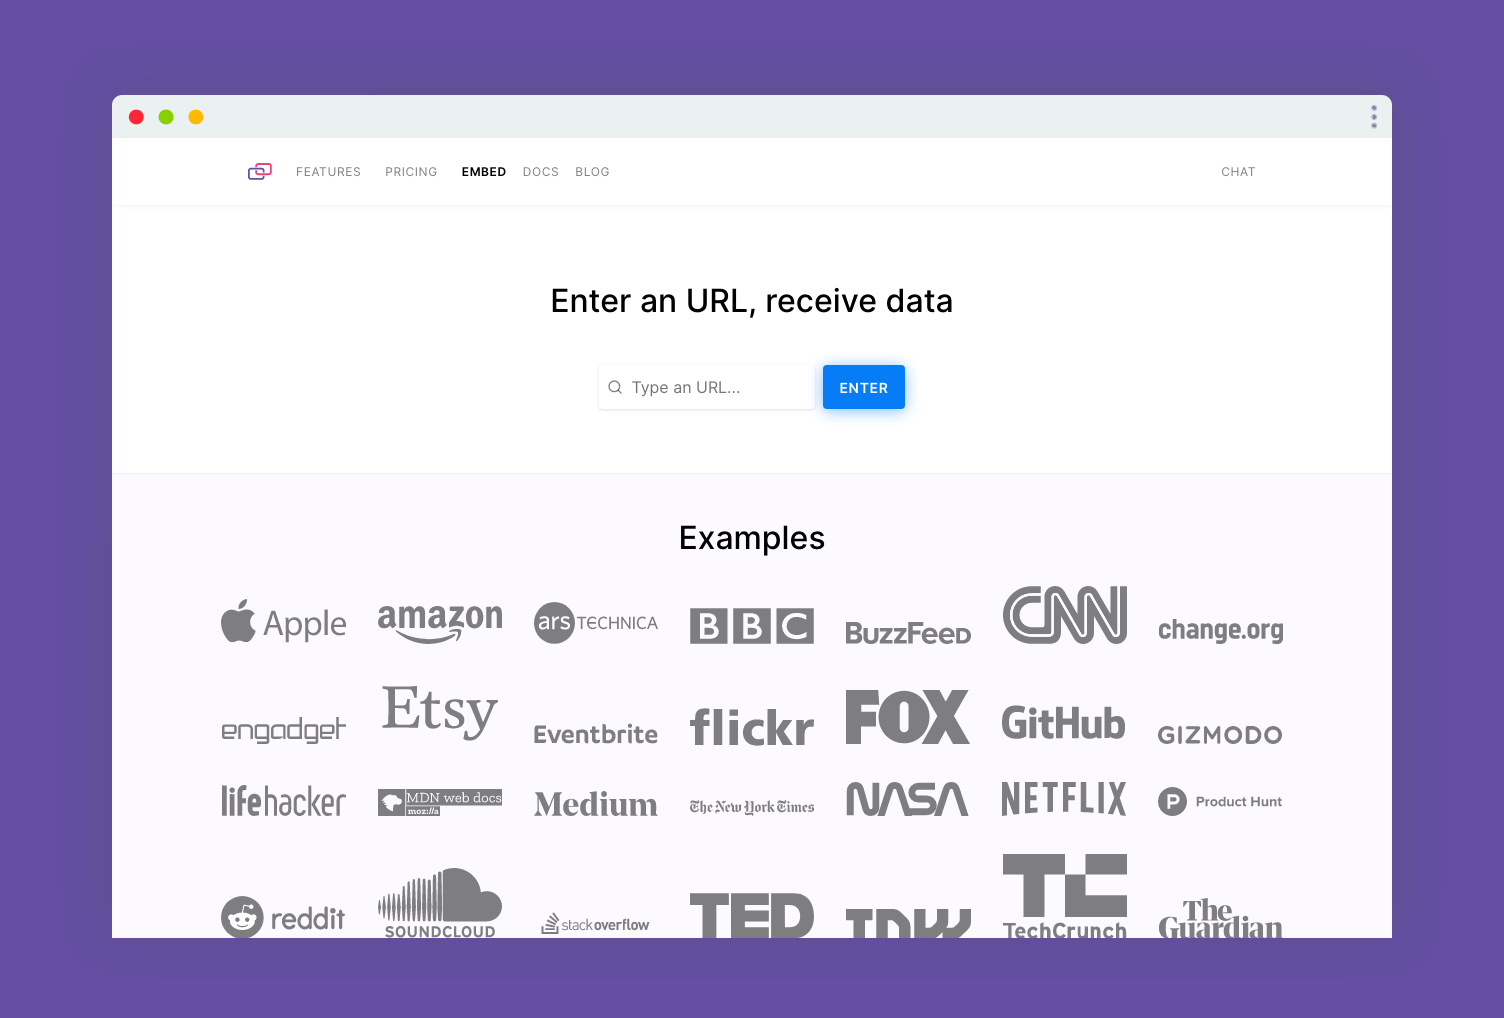 FEATURES PRICING EMBED DOCS BLOG CHAT
Enter an URL, receive data
Type an URL... ENTER
Examples
Apple amazon ars TECHNICA BBC BuzzFeed CNN change.org
engadget Etsy Eventbrite flickr FOX GitHub GIZMODO
lifehacker MDN web docs moz://a Medium The New York Times NASA NETFLIX P Product Hunt
reddit SOUNDCLOUD stackoverflow TED TNW TC TechCrunch The Guardian